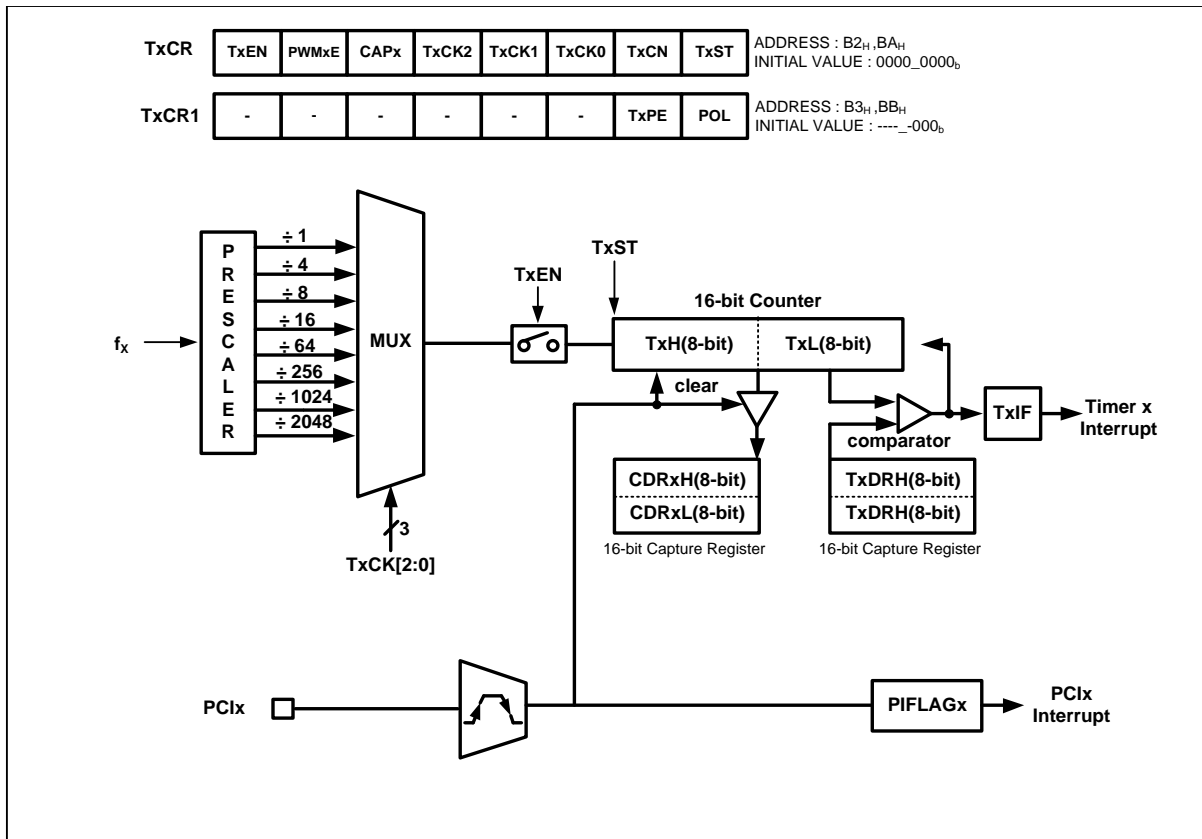 TxCR TxEN PWMxE CAPx TxCK2 TxCK1 TxCK0 TxCN TxST
ADDRESS : B2H,BAH
INITIAL VALUE : 0000_0000b
TxCR1 - - - - - - TxPE POL
ADDRESS : B3H,BBH
INITIAL VALUE : ----_-000b
fX
PRESCALER
÷ 1
÷ 4
÷ 8
÷ 16
÷ 64
÷ 256
÷ 1024
÷ 2048
MUX
3
TxCK[2:0]
TxEN
TxST
16-bit Counter
TxH(8-bit) TxL(8-bit)
clear
comparator
TxIF
Timer x
Interrupt
CDRxH(8-bit)
CDRxL(8-bit)
16-bit Capture Register
TxDRH(8-bit)
TxDRH(8-bit)
16-bit Capture Register
PCIx
PIFLAGx
PCIx
Interrupt